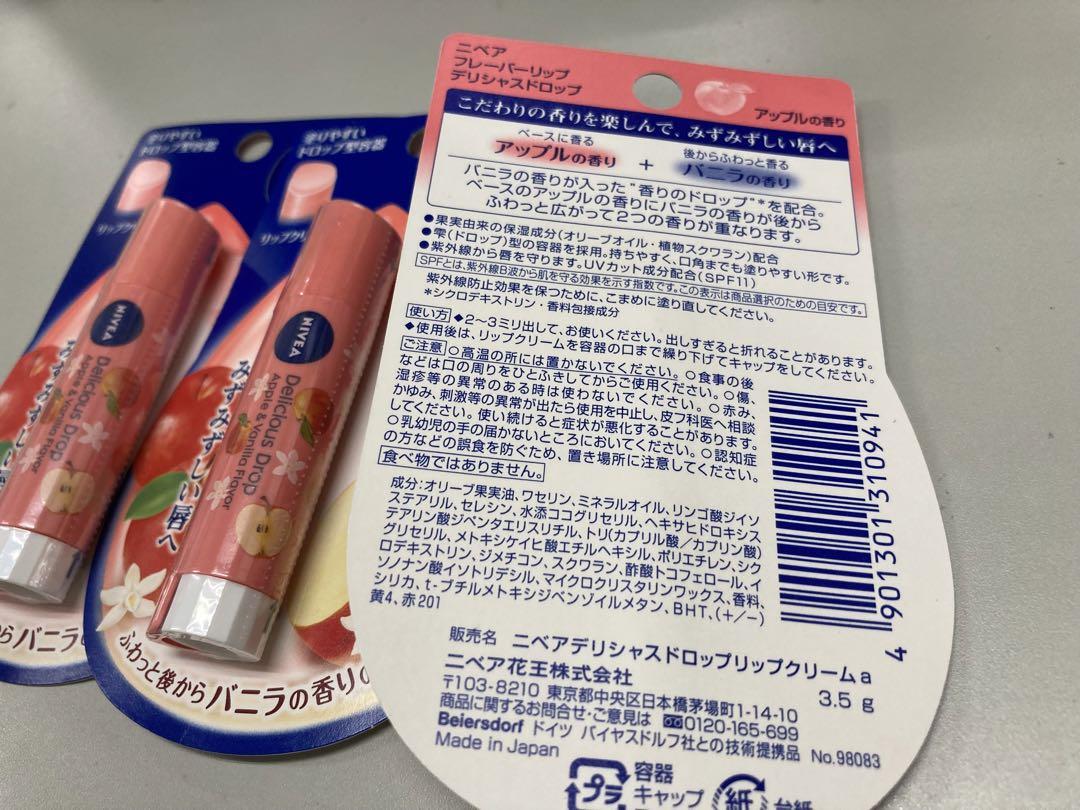 塗りやすい
ドロップ型容器
リップクリ
NIVEA
Delicious Drop
Apple & Vanilla Flavor
みずみずしい唇へ
らバニラの
塗りやすい
ドロップ型容器
リップク
NIVEA
Delicious Drop
Apple & Vanilla Flavor
みずみずしい唇へ
ふわっと後からバニラの香りの
ニベア
フレーバーリップ
デリシャスドロップ
アップルの香り
こだわりの香りを楽しんで、みずみずしい唇へ
ベースに香る
アップルの香り
+
後からふわっと香る
バニラの香り
バニラの香りが入った“香りのドロップ”*を配合。
ベースのアップルの香りにバニラの香りが後から
ふわっと広がって2つの香りが重なります。
●果実由来の保湿成分(オリーブオイル・植物スクワラン)配合
●雫(ドロップ)型の容器を採用。持ちやすく、口角までも塗りやすい形です。
●紫外線から唇を守ります。UVカット成分配合(SPF11)
SPFとは、紫外線B波から肌を守る効果を示す指数です。この表示は商品選択のための目安です。
紫外線防止効果を保つために、こまめに塗り直してください。
*シクロデキストリン・香料包接成分
使い方 ◆2〜3ミリ出して、お使いください。出しすぎると折れることがあります。
◆使用後は、リップクリームを容器の口まで繰り下げてキャップをしてください。
ご注意 ○高温の所には置かないでください。○食事の後
などは口の周りをひとふきしてからご使用ください。○傷、
湿疹等の異常のある時は使わないでください。○赤み、
かゆみ、刺激等の異常が出たら使用を中止し、皮フ科医へ相談
してください。使い続けると症状が悪化することがあります。
○乳幼児の手の届かないところにおいてください。○認知症
の方などの誤食を防ぐため、置き場所に注意してください。
食べ物ではありません。
成分:オリーブ果実油、ワセリン、ミネラルオイル、リンゴ酸ジイソ
ステアリル、セレシン、水添ココグリセリル、ヘキサヒドロキシス
テアリン酸ジペンタエリスリチル、トリ(カプリル酸/カプリン酸)
グリセリル、メトキシケイヒ酸エチルヘキシル、ポリエチレン、シク
ロデキストリン、ジメチコン、スクワラン、酢酸トコフェロール、イ
ソノナン酸イソトリデシル、マイクロクリスタリンワックス、香料、
シリカ、t-ブチルメトキシジベンゾイルメタン、BHT、(+/-)
黄4、赤201
4 901301 310941
販売名 ニベアデリシャスドロップリップクリームa
ニベア花王株式会社 3.5g
〒103-8210 東京都中央区日本橋茅場町1-14-10
商品に関するお問合せ・ご意見は 0120-165-699
Beiersdorf ドイツ バイヤスドルフ社との技術提携品 No.98083
Made in Japan
プラ
容器
キャップ
紙
台紙